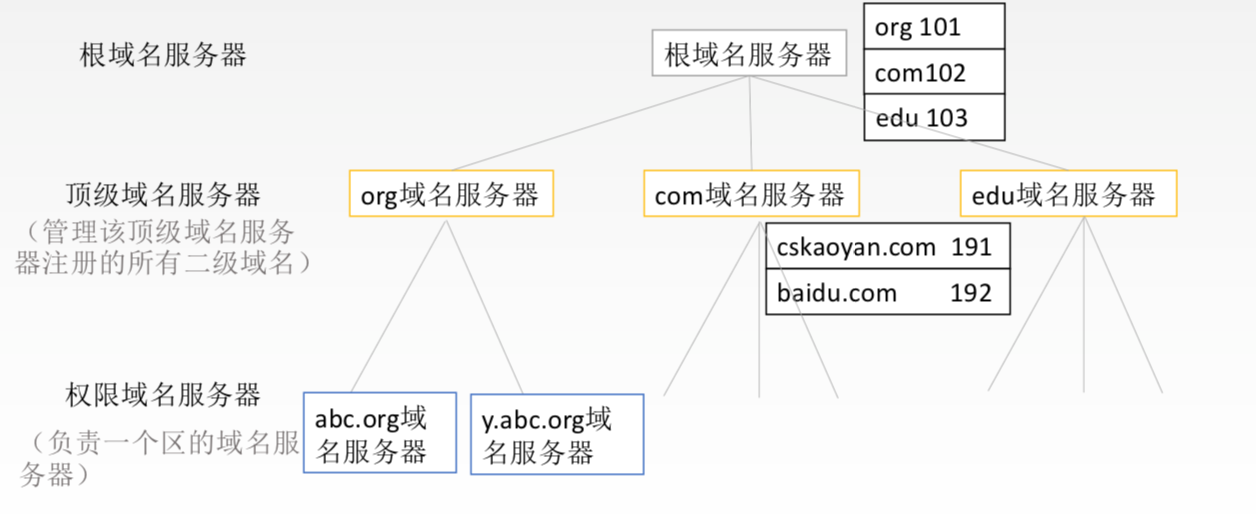 根域名服务器
根域名服务器
org 101
com102
edu 103
顶级域名服务器
（管理该顶级域名服务
器注册的所有二级域名）
org域名服务器
com域名服务器
edu域名服务器
cskaoyan.com 191
baidu.com 192
权限域名服务器
（负责一个区的域名服
务器）
abc.org域
名服务器
y.abc.org域
名服务器